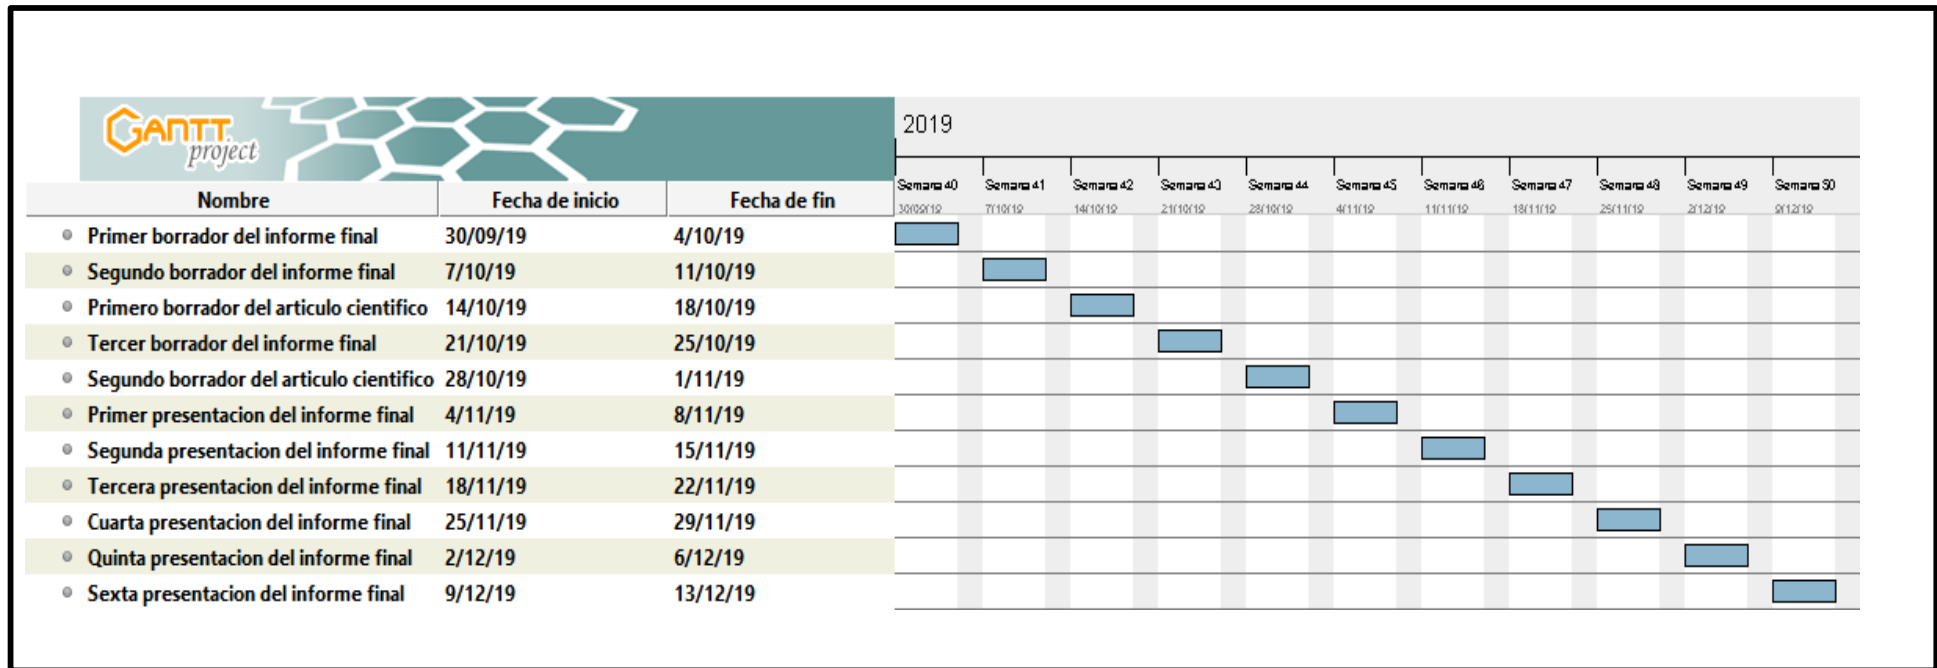 GANTT
project
2019
Semana 40 Semana 41 Semana 42 Semana 43 Semana 44 Semana 45 Semana 46 Semana 47 Semana 48 Semana 49 Semana 50
Nombre Fecha de inicio Fecha de fin
30/09/19 7/10/19 14/10/19 21/10/19 28/10/19 4/11/19 11/11/19 18/11/19 25/11/19 2/12/19 9/12/19
Primer borrador del informe final 30/09/19 4/10/19
Segundo borrador del informe final 7/10/19 11/10/19
Primero borrador del articulo cientifico 14/10/19 18/10/19
Tercer borrador del informe final 21/10/19 25/10/19
Segundo borrador del articulo cientifico 28/10/19 1/11/19
Primer presentacion del informe final 4/11/19 8/11/19
Segunda presentacion del informe final 11/11/19 15/11/19
Tercera presentacion del informe final 18/11/19 22/11/19
Cuarta presentacion del informe final 25/11/19 29/11/19
Quinta presentacion del informe final 2/12/19 6/12/19
Sexta presentacion del informe final 9/12/19 13/12/19